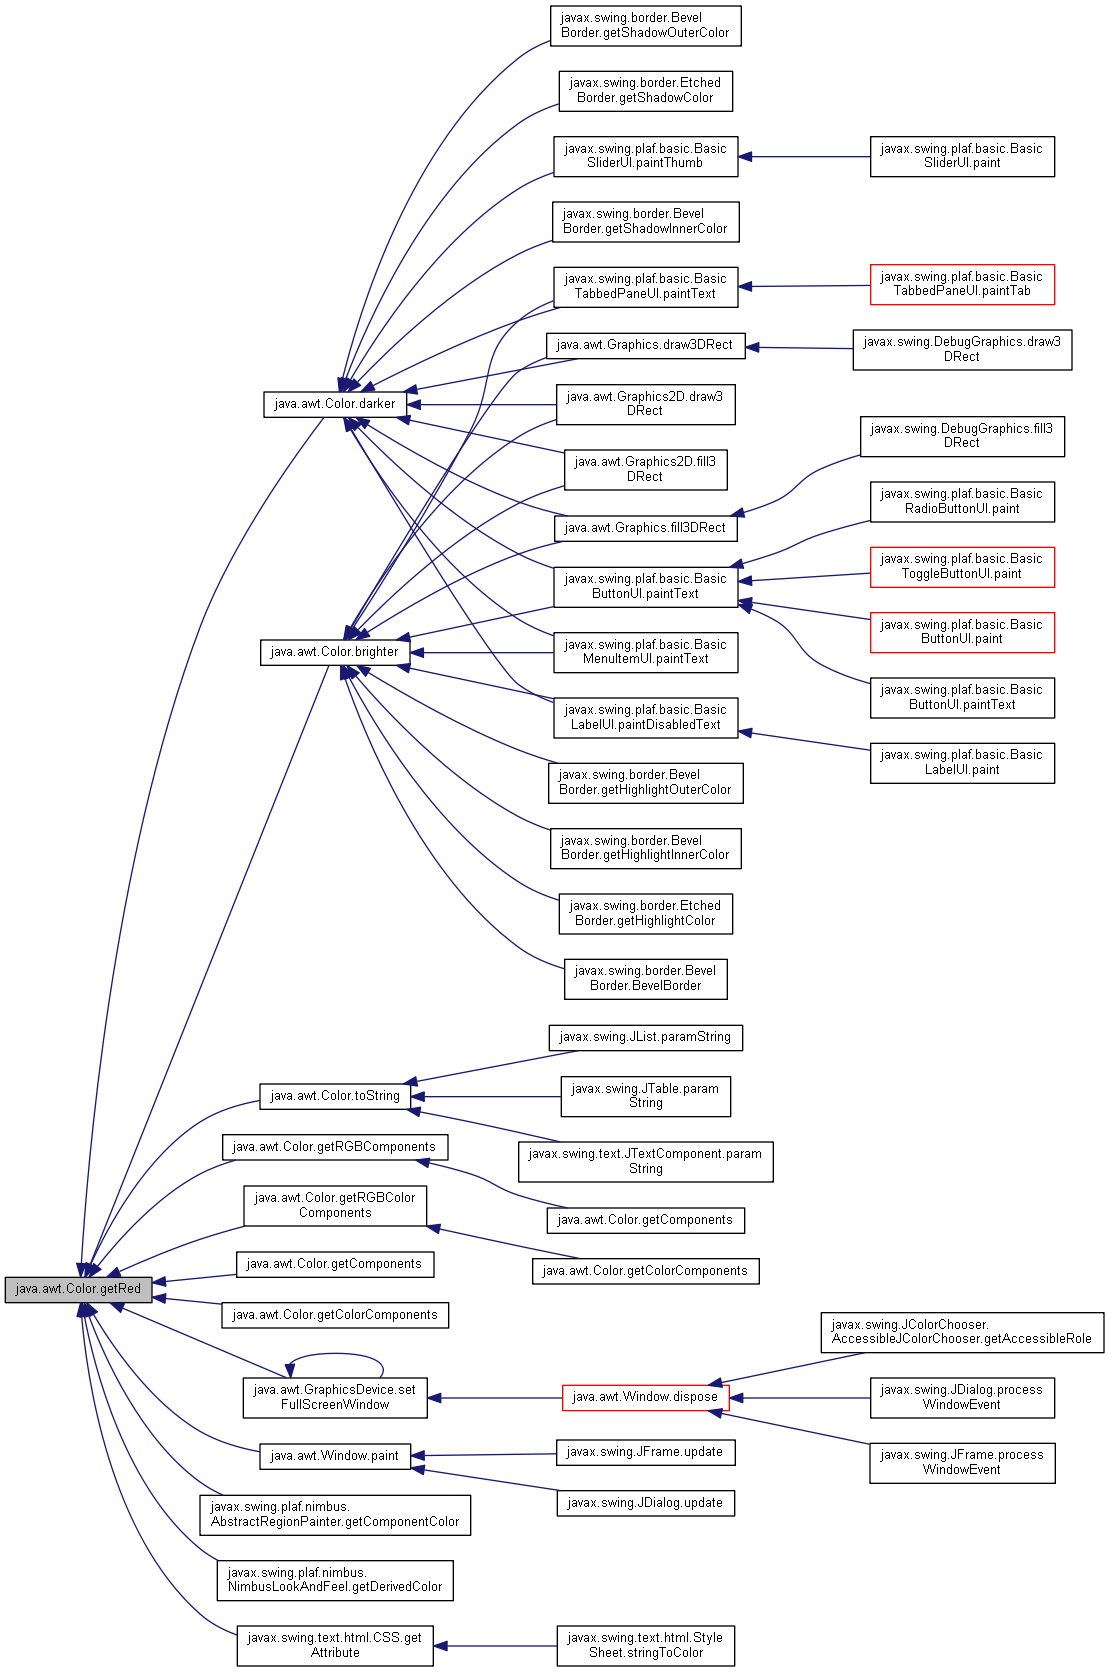 javax.swing.border.Bevel
Border.getShadowOuterColor
javax.swing.border.Etched
Border.getShadowColor
javax.swing.plaf.basic.Basic
SliderUI.paintThumb
javax.swing.plaf.basic.Basic
SliderUI.paint
javax.swing.border.Bevel
Border.getShadowInnerColor
javax.swing.plaf.basic.Basic
TabbedPaneUI.paintText
javax.swing.plaf.basic.Basic
TabbedPaneUI.paintTab
java.awt.Graphics.draw3DRect
javax.swing.DebugGraphics.draw3
DRect
java.awt.Color.darker
java.awt.Graphics2D.draw3
DRect
java.awt.Graphics2D.fill3
DRect
javax.swing.DebugGraphics.fill3
DRect
java.awt.Graphics.fill3DRect
javax.swing.plaf.basic.Basic
RadioButtonUI.paint
javax.swing.plaf.basic.Basic
ButtonUI.paintText
javax.swing.plaf.basic.Basic
ToggleButtonUI.paint
javax.swing.plaf.basic.Basic
ButtonUI.paint
java.awt.Color.brighter
javax.swing.plaf.basic.Basic
MenuItemUI.paintText
javax.swing.plaf.basic.Basic
ButtonUI.paintText
javax.swing.plaf.basic.Basic
LabelUI.paintDisabledText
javax.swing.plaf.basic.Basic
LabelUI.paint
javax.swing.border.Bevel
Border.getHighlightOuterColor
javax.swing.border.Bevel
Border.getHighlightInnerColor
javax.swing.border.Etched
Border.getHighlightColor
javax.swing.border.Bevel
Border.BevelBorder
javax.swing.JList.paramString
java.awt.Color.toString
javax.swing.JTable.param
String
java.awt.Color.getRGBComponents
javax.swing.text.JTextComponent.param
String
java.awt.Color.getRGBColor
Components
java.awt.Color.getComponents
java.awt.Color.getComponents
java.awt.Color.getColorComponents
java.awt.Color.getRed
java.awt.Color.getColorComponents
javax.swing.JColorChooser.
AccessibleJColorChooser.getAccessibleRole
java.awt.GraphicsDevice.set
FullScreenWindow
java.awt.Window.dispose
javax.swing.JDialog.process
WindowEvent
java.awt.Window.paint
javax.swing.JFrame.update
javax.swing.JFrame.process
WindowEvent
javax.swing.JDialog.update
javax.swing.plaf.nimbus.
AbstractRegionPainter.getComponentColor
javax.swing.plaf.nimbus.
NimbusLookAndFeel.getDerivedColor
javax.swing.text.html.CSS.get
Attribute
javax.swing.text.html.Style
Sheet.stringToColor